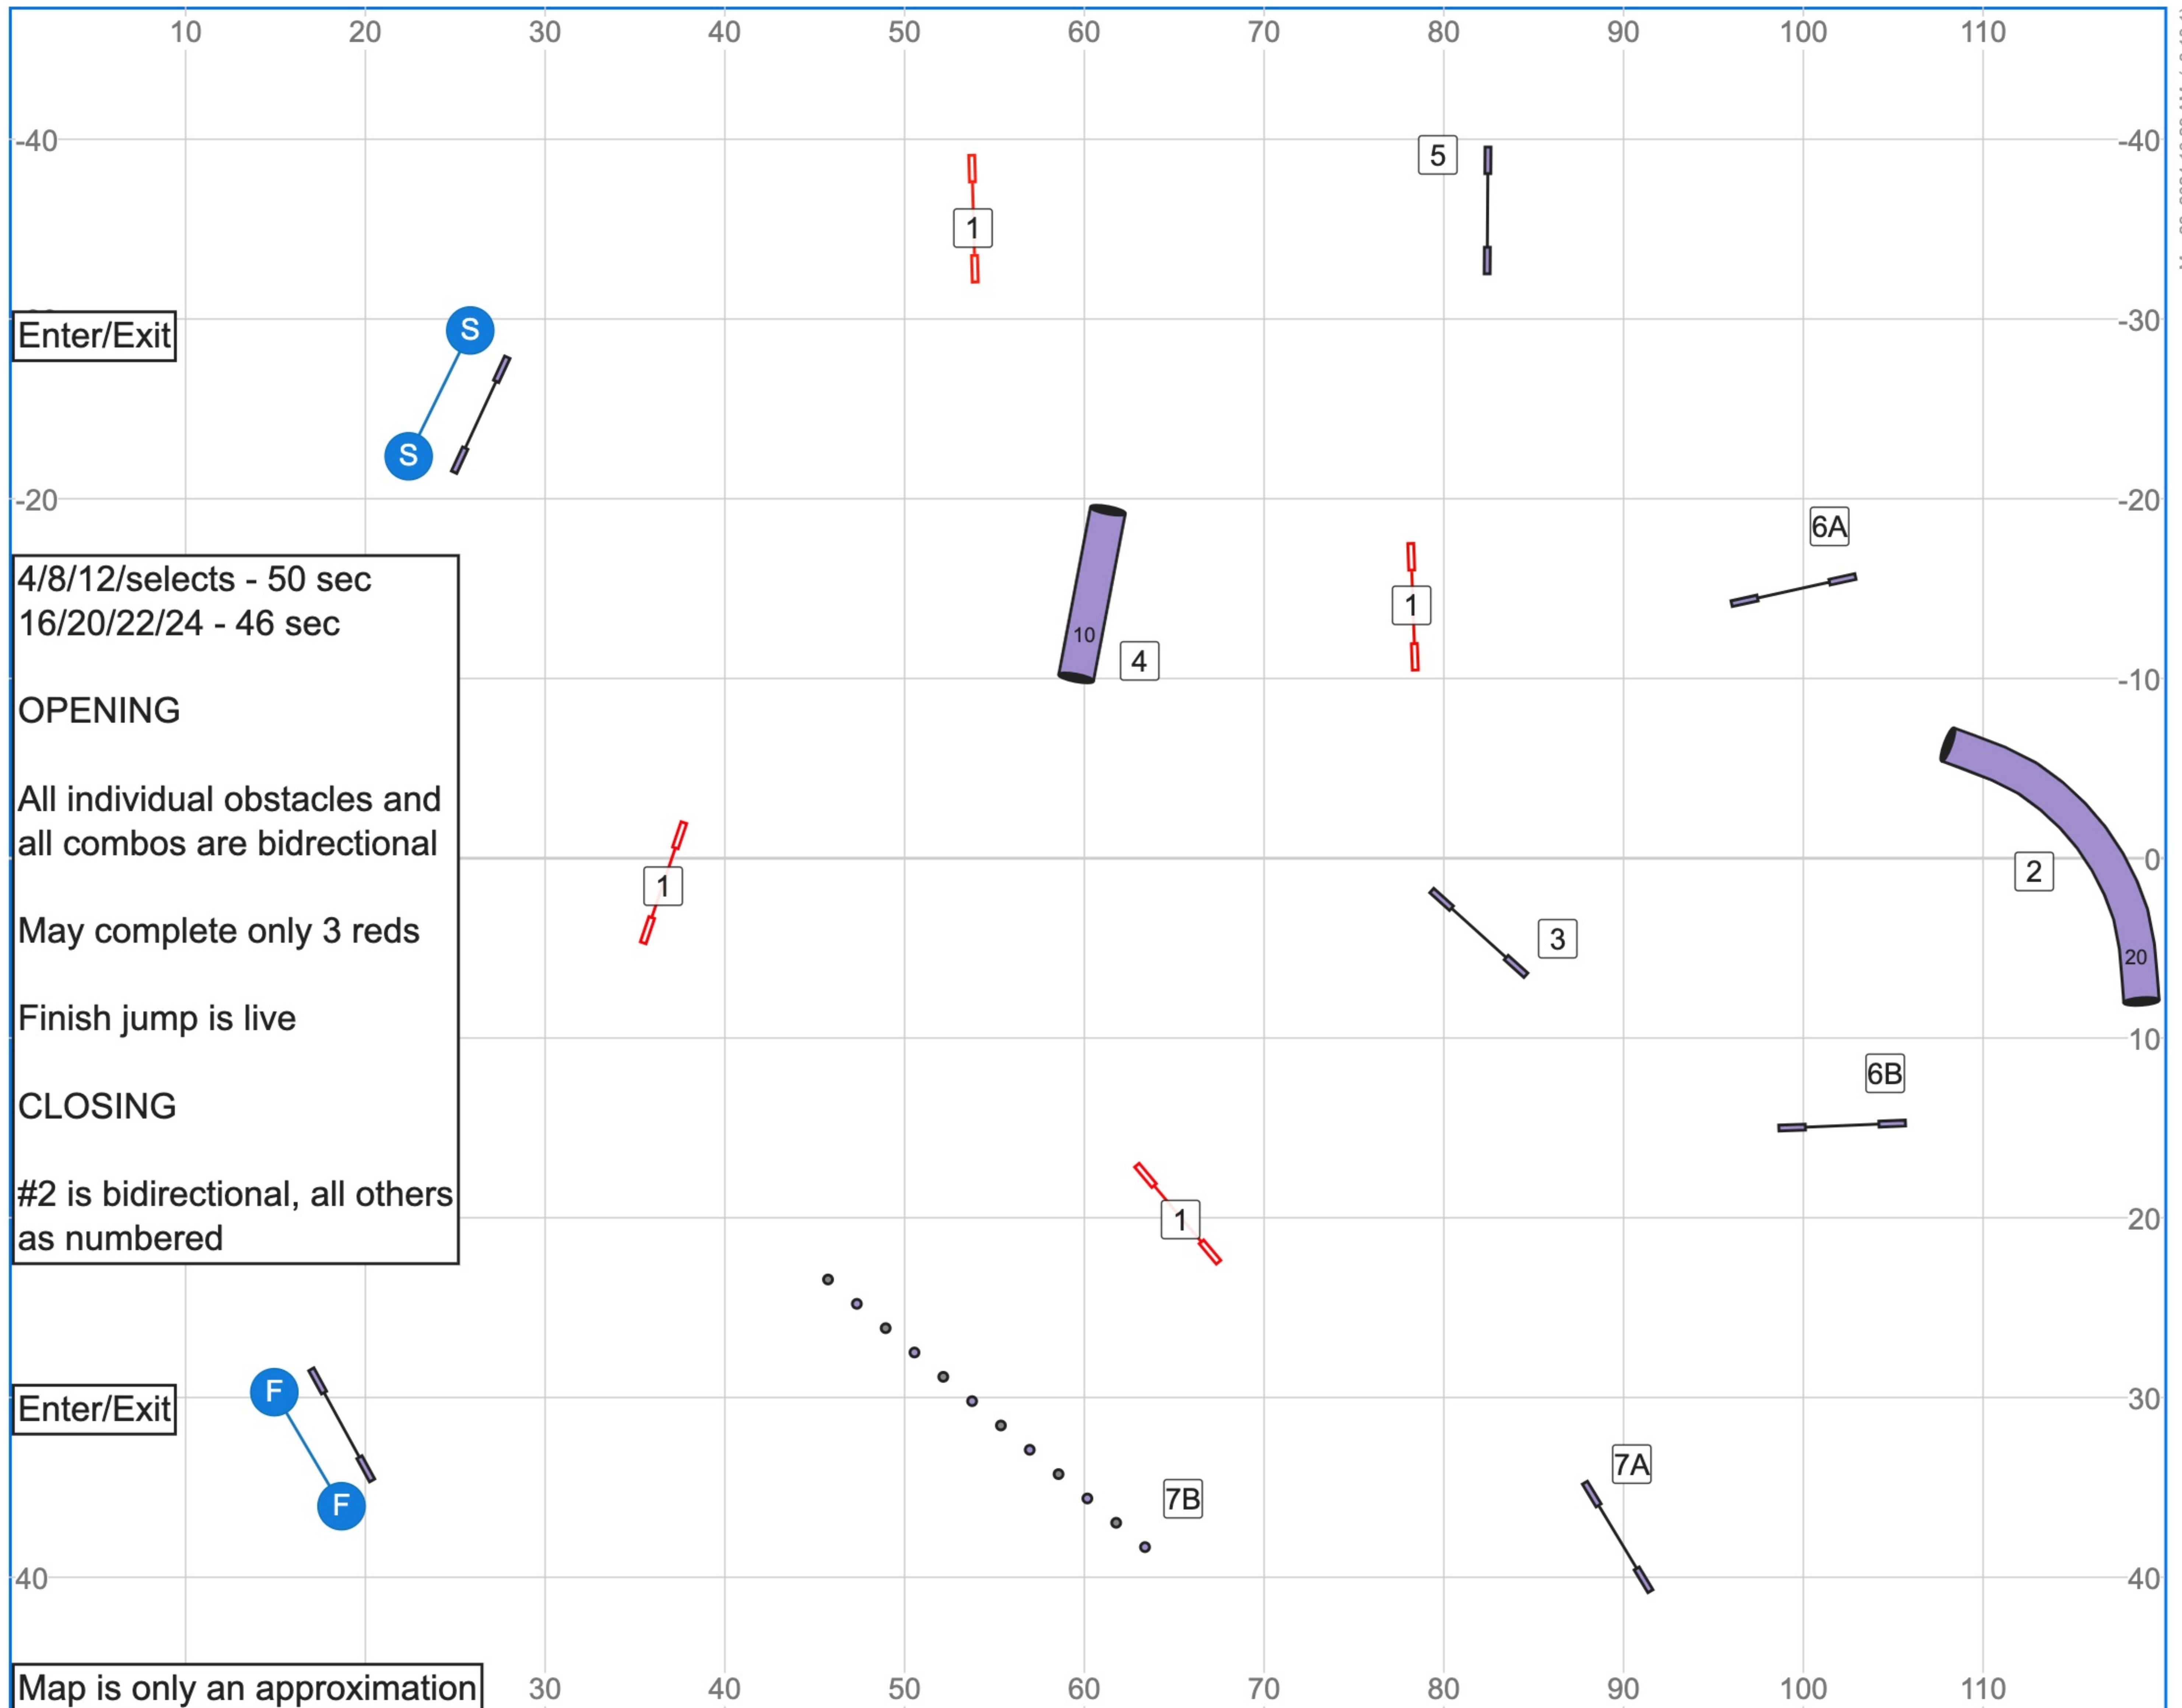 10 20 30 40 50 60 70 80 90 100 110
-40 -40
5
1
Enter/Exit
S
-30
S
-20 -20
6A
4/8/12/selects - 50 sec
16/20/22/24 - 46 sec
1
10
4
-10
OPENING
All individual obstacles and
all combos are bidrectional
1
0
2
May complete only 3 reds
3
20
Finish jump is live
10
6B
CLOSING
#2 is bidirectional, all others
as numbered
1
20
F
Enter/Exit
30
7A
F
7B
40 40
Map is only an approximation
30 40 50 60 70 80 90 100 110